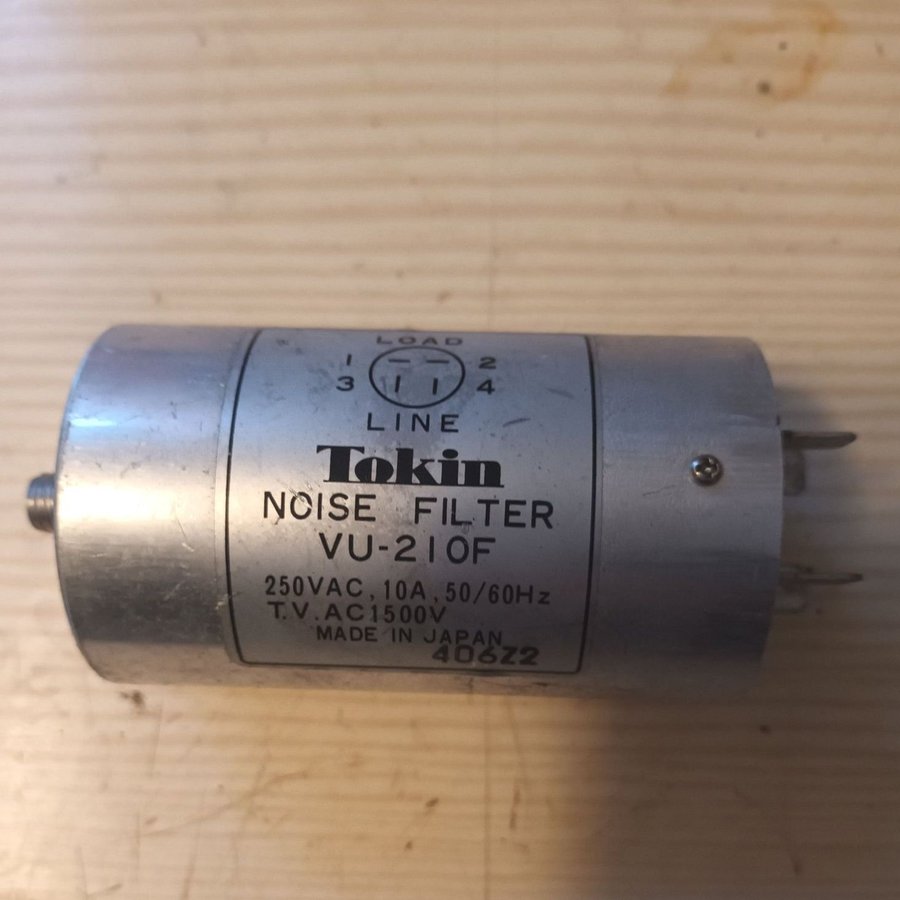 LOAD
1 2
3 4
LINE
Tokin
NOISE FILTER
VU-210F
250VAC, 10A, 50/60Hz
T.V. AC1500V
MADE IN JAPAN
406Z2